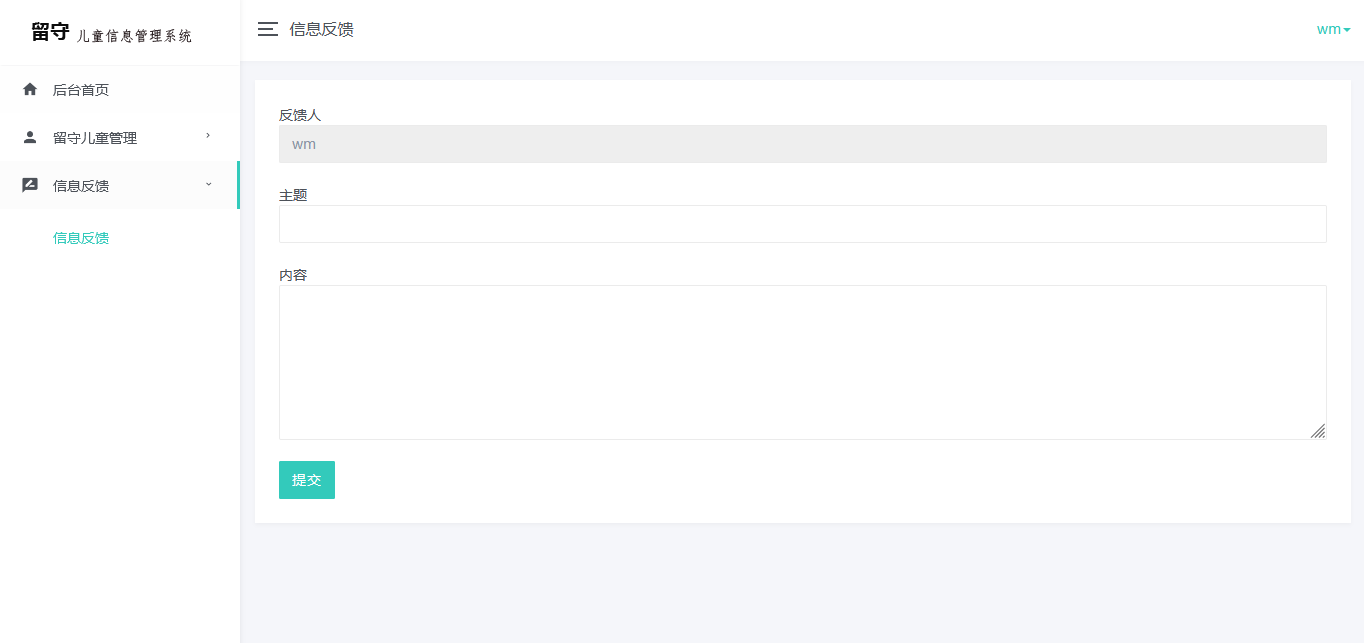 留守 儿童信息管理系统
信息反馈
wm
后台首页
留守儿童管理
信息反馈
信息反馈
反馈人
wm
主题
内容
提交